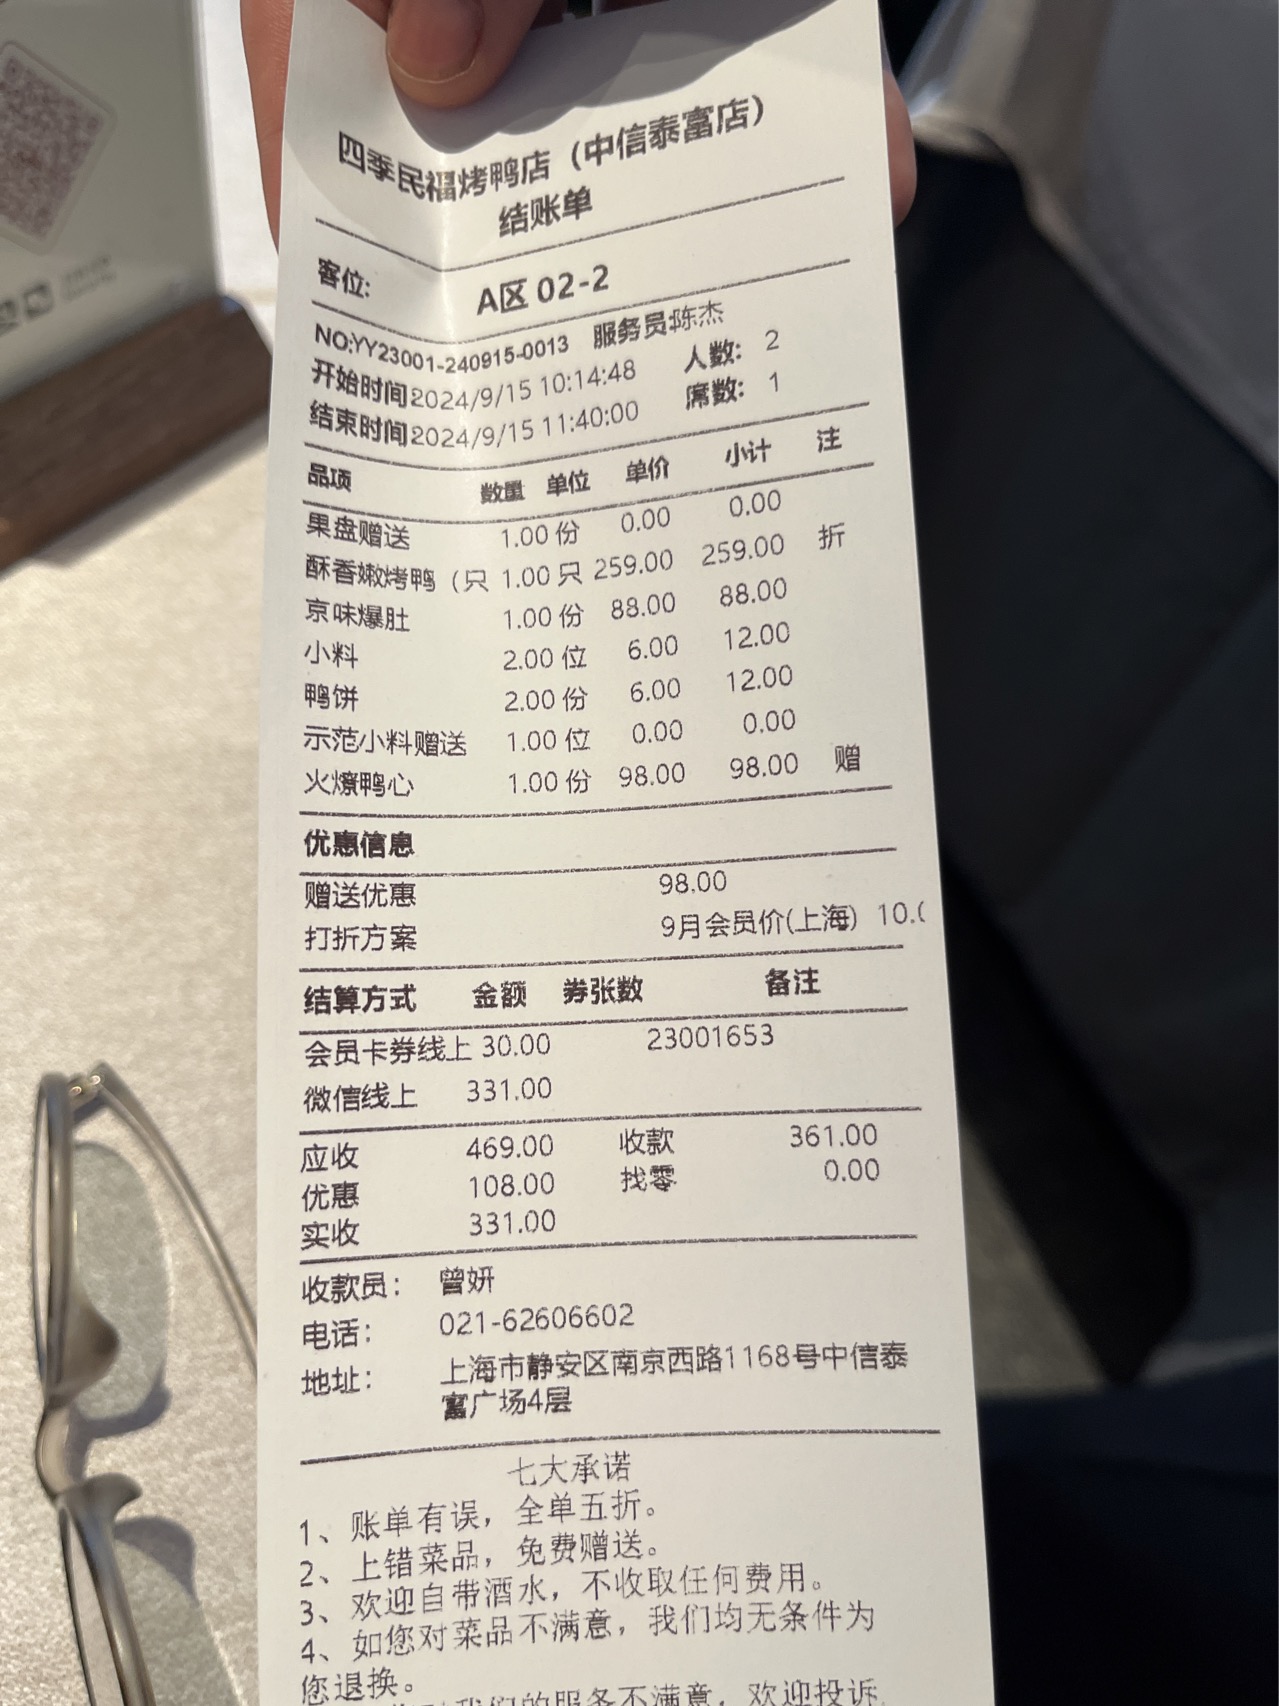 四季民福烤鸭店（中信泰富店）
结账单
客位: A区 02-2
NO:YY23001-240915-0013 服务员:陈杰
开始时间2024/9/15 10:14:48 人数: 2
结束时间2024/9/15 11:40:00 席数: 1
品项 数量 单位 单价 小计 注
果盘赠送 1.00 份 0.00 0.00
酥香嫩烤鸭（只 1.00 只 259.00 259.00 折
京味爆肚 1.00 份 88.00 88.00
小料 2.00 位 6.00 12.00
鸭饼 2.00 份 6.00 12.00
示范小料赠送 1.00 位 0.00 0.00
火燎鸭心 1.00 份 98.00 98.00 赠
优惠信息
赠送优惠 98.00
打折方案 9月会员价(上海) 10.0
结算方式 金额 券张数 备注
会员卡券线上 30.00 23001653
微信线上 331.00
应收 469.00 收款 361.00
优惠 108.00 找零 0.00
实收 331.00
收款员: 曾妍
电话: 021-62606602
地址: 上海市静安区南京西路1168号中信泰
富广场4层
七大承诺
1、账单有误，全单五折。
2、上错菜品，免费赠送。
3、欢迎自带酒水，不收取任何费用。
4、如您对菜品不满意，我们均无条件为
您退换。
我们的服务不满意，欢迎投诉